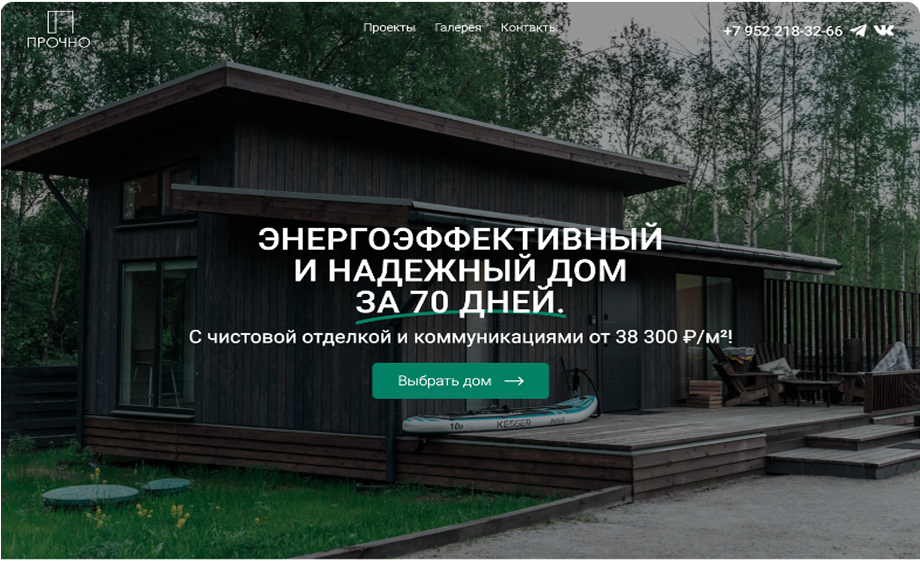 ПРОЧНО
Проекты Галерея Контакты
+7 952 218-32-66
ЭНЕРГОЭФФЕКТИВНЫЙ
И НАДЕЖНЫЙ ДОМ
ЗА 70 ДНЕЙ.
С чистовой отделкой и коммуникациями от 38 300 ₽/м²!
Выбрать дом